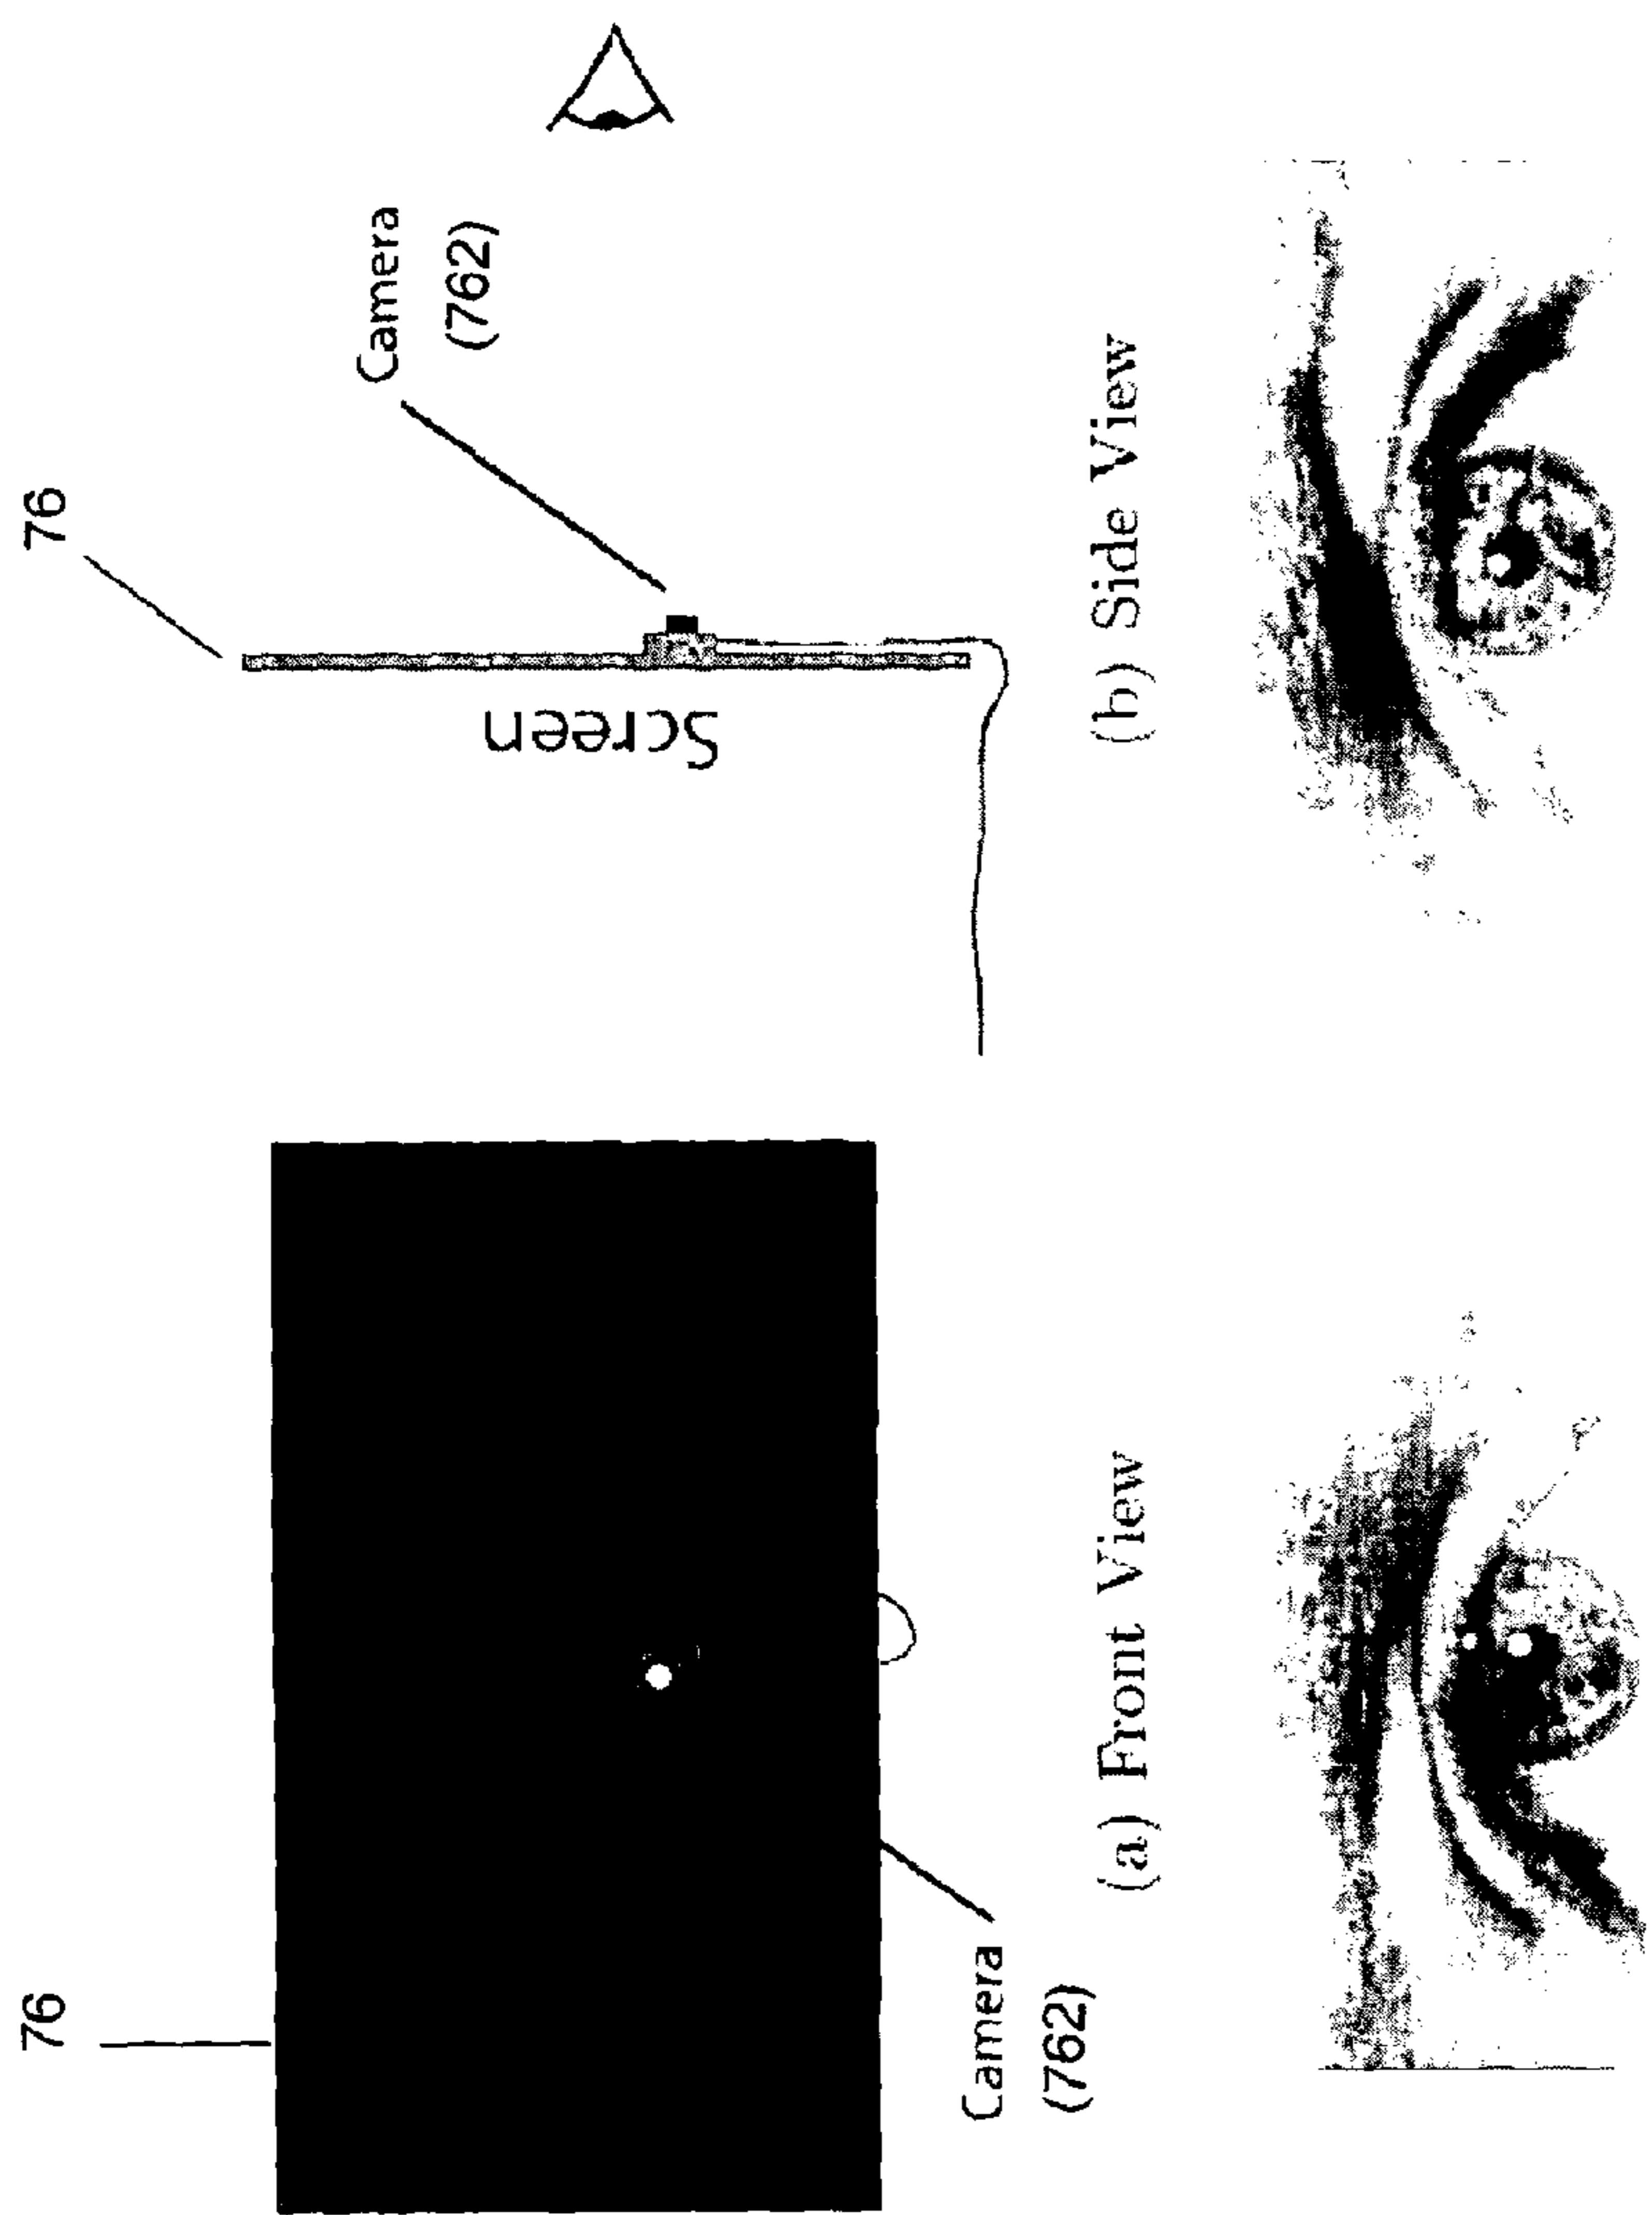 76
Camera
(762)
(a) Front View
76
Camera
(762)
Screen
(b) Side View